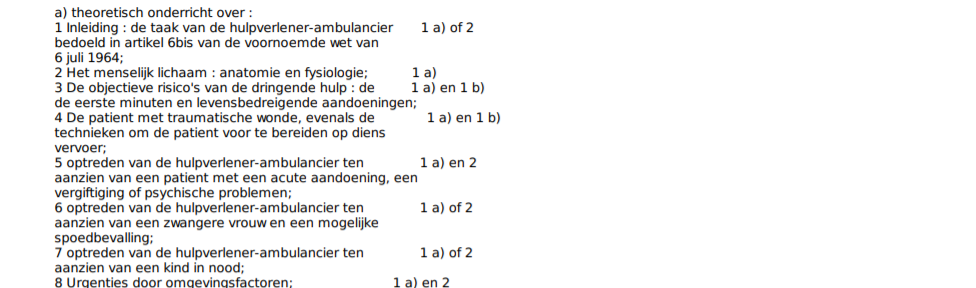 a) theoretisch onderricht over :
1 Inleiding : de taak van de hulpverlener-ambulancier 1 a) of 2
bedoeld in artikel 6bis van de voornoemde wet van
6 juli 1964;
2 Het menselijk lichaam : anatomie en fysiologie; 1 a)
3 De objectieve risico's van de dringende hulp : de 1 a) en 1 b)
de eerste minuten en levensbedreigende aandoeningen;
4 De patient met traumatische wonde, evenals de 1 a) en 1 b)
technieken om de patient voor te bereiden op diens
vervoer;
5 optreden van de hulpverlener-ambulancier ten 1 a) en 2
aanzien van een patient met een acute aandoening, een
vergiftiging of psychische problemen;
6 optreden van de hulpverlener-ambulancier ten 1 a) of 2
aanzien van een zwangere vrouw en een mogelijke
spoedbevalling;
7 optreden van de hulpverlener-ambulancier ten 1 a) of 2
aanzien van een kind in nood;
8 Urgenties door omgevingsfactoren; 1 a) en 2